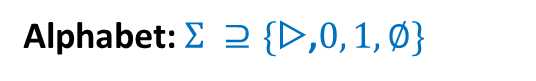 Alphabet: Σ ⊇ {▷,0, 1, ∅}